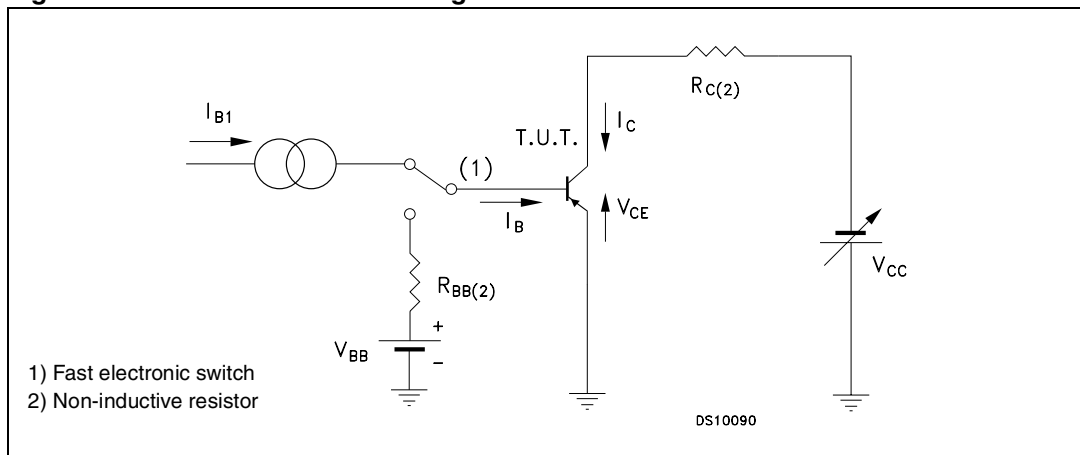 R_C(2)
I_B1
I_C
T.U.T.
(1)
V_CE
I_B
V_CC
R_BB(2)
+
V_BB
−
1) Fast electronic switch
2) Non-inductive resistor
DS10090